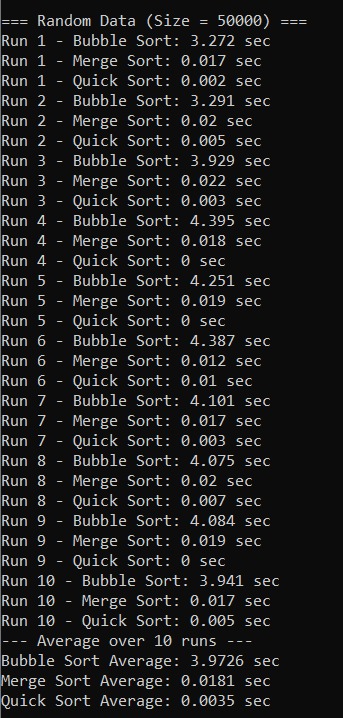 === Random Data (Size = 50000) ===
Run 1 - Bubble Sort: 3.272 sec
Run 1 - Merge Sort: 0.017 sec
Run 1 - Quick Sort: 0.002 sec
Run 2 - Bubble Sort: 3.291 sec
Run 2 - Merge Sort: 0.02 sec
Run 2 - Quick Sort: 0.005 sec
Run 3 - Bubble Sort: 3.929 sec
Run 3 - Merge Sort: 0.022 sec
Run 3 - Quick Sort: 0.003 sec
Run 4 - Bubble Sort: 4.395 sec
Run 4 - Merge Sort: 0.018 sec
Run 4 - Quick Sort: 0 sec
Run 5 - Bubble Sort: 4.251 sec
Run 5 - Merge Sort: 0.019 sec
Run 5 - Quick Sort: 0 sec
Run 6 - Bubble Sort: 4.387 sec
Run 6 - Merge Sort: 0.012 sec
Run 6 - Quick Sort: 0.01 sec
Run 7 - Bubble Sort: 4.101 sec
Run 7 - Merge Sort: 0.017 sec
Run 7 - Quick Sort: 0.003 sec
Run 8 - Bubble Sort: 4.075 sec
Run 8 - Merge Sort: 0.02 sec
Run 8 - Quick Sort: 0.007 sec
Run 9 - Bubble Sort: 4.084 sec
Run 9 - Merge Sort: 0.019 sec
Run 9 - Quick Sort: 0 sec
Run 10 - Bubble Sort: 3.941 sec
Run 10 - Merge Sort: 0.017 sec
Run 10 - Quick Sort: 0.005 sec
--- Average over 10 runs ---
Bubble Sort Average: 3.9726 sec
Merge Sort Average: 0.0181 sec
Quick Sort Average: 0.0035 sec